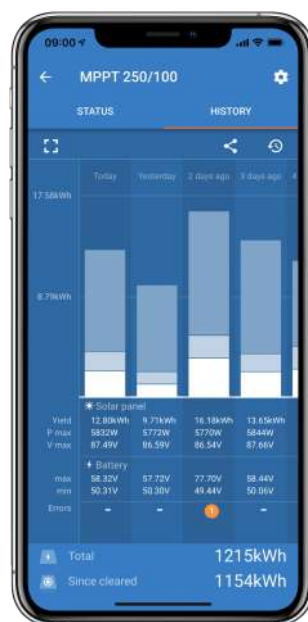 09:00
MPPT 250/100
STATUS HISTORY
Today Yesterday 2 days ago 3 days ago 4
17.58kWh
8.79kWh
Solar panel
Yield 12.80kWh 9.71kWh 16.18kWh 13.65kWh
P max 5832W 5772W 5770W 5844W
V max 87.49V 86.59V 86.54V 87.66V
Battery
max 58.32V 57.72V 77.70V 58.44V
min 50.31V 50.30V 49.44V 50.06V
Errors - - 1 -
Total 1215kWh
Since cleared 1154kWh